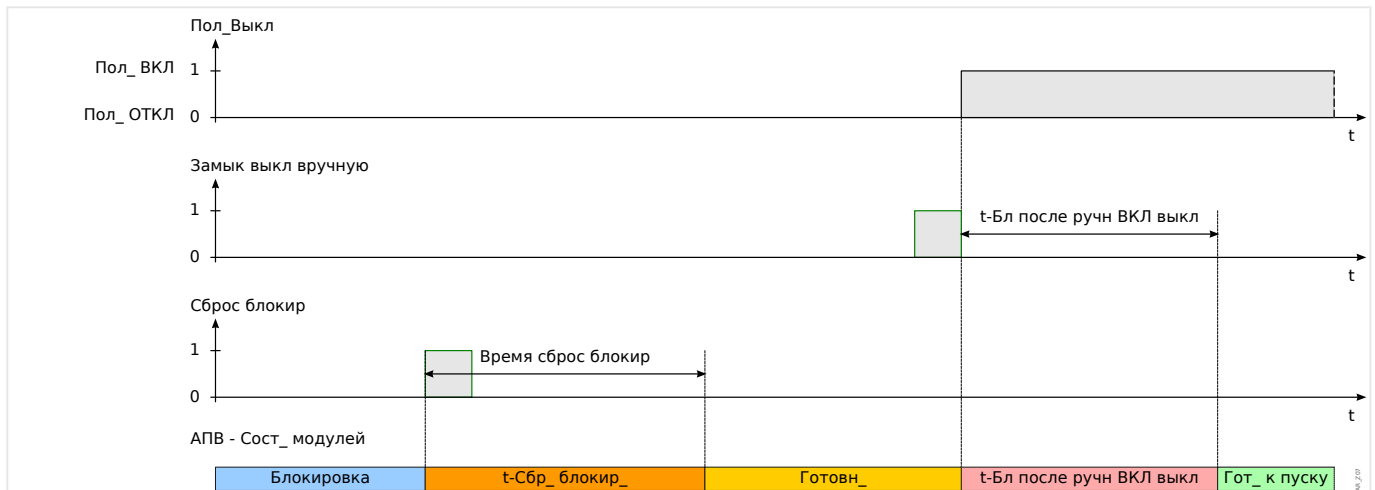 Пол_Выкл
Пол_ ВКЛ 1
Пол_ ОТКЛ 0
t
Замык выкл вручную
1
t-Бл после ручн ВКЛ выкл
0
t
Сброс блокир
1
Время сброс блокир
0
t
АПВ - Сост_ модулей
Блокировка t-Сбр_ блокир_ Готовн_ t-Бл после ручн ВКЛ выкл Гот_ к пуску